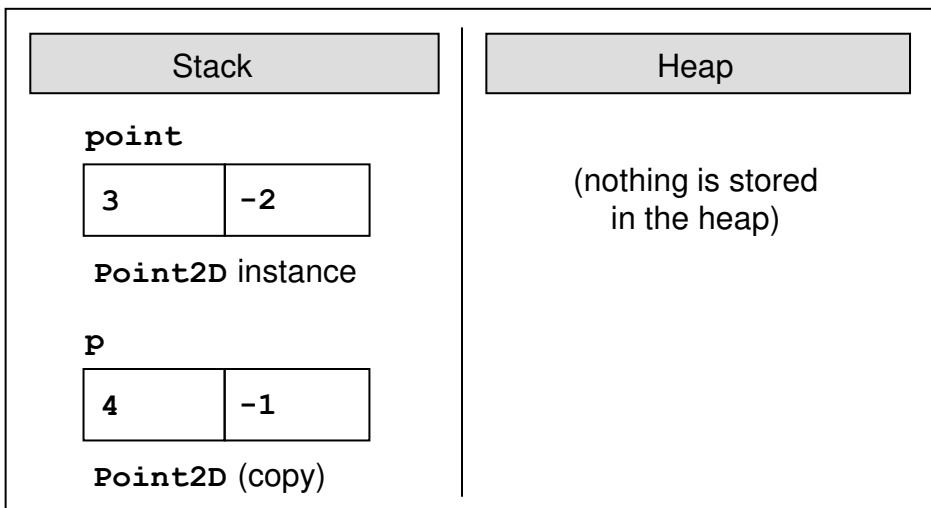 Stack
point
3 -2
Point2D instance
p
4 -1
Point2D (copy)
Heap
(nothing is stored
in the heap)